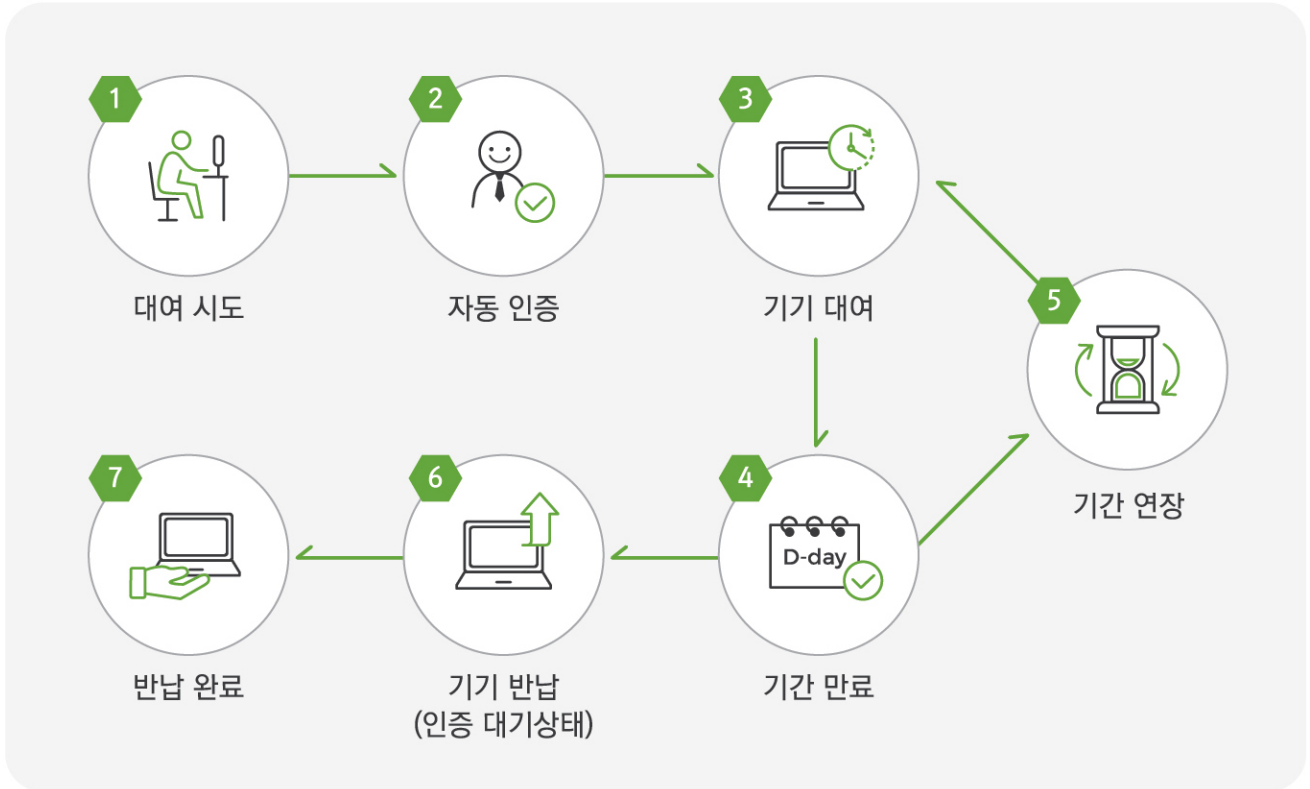 1
대여 시도
2
자동 인증
3
기기 대여
4
D-day
기간 만료
5
기간 연장
6
기기 반납
(인증 대기상태)
7
반납 완료